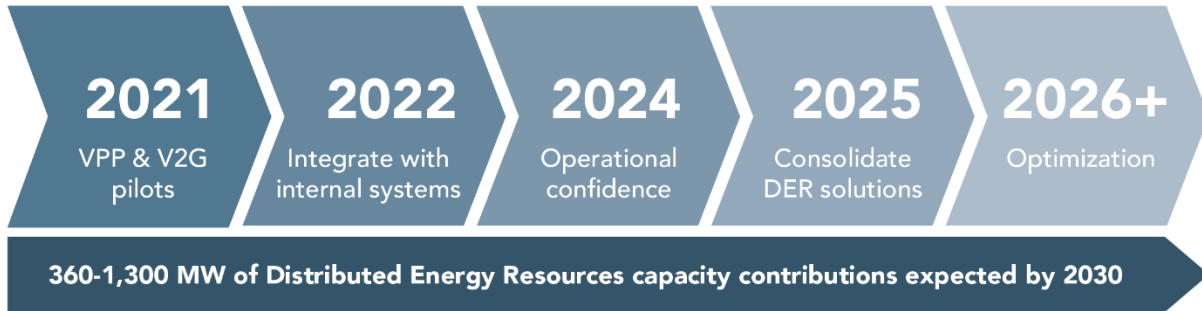 2021
VPP & V2G
pilots
2022
Integrate with
internal systems
2024
Operational
confidence
2025
Consolidate
DER solutions
2026+
Optimization
360-1,300 MW of Distributed Energy Resources capacity contributions expected by 2030